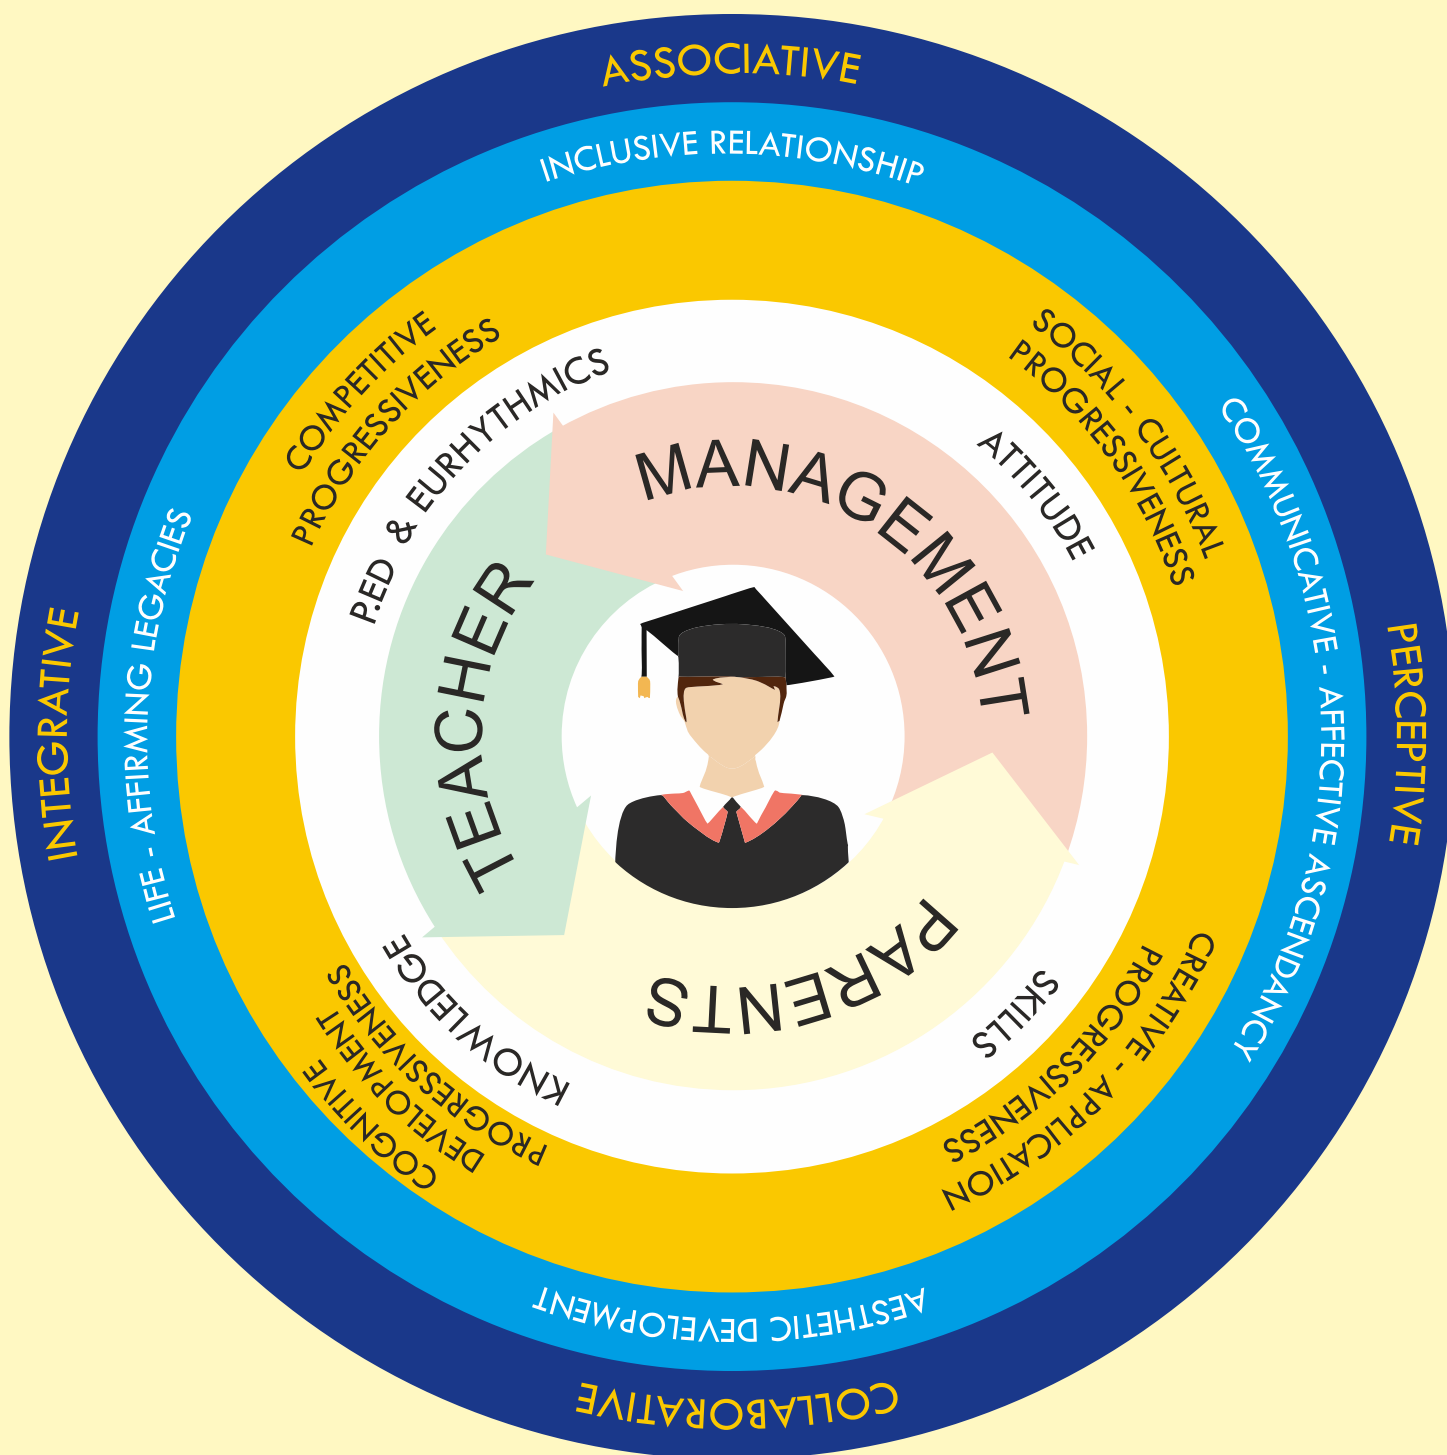 ASSOCIATIVE
PERCEPTIVE
COLLABORATIVE
INTEGRATIVE
INCLUSIVE RELATIONSHIP
COMMUNICATIVE - AFFECTIVE ASCENDANCY
AESTHETIC DEVELOPMENT
LIFE - AFFIRMING LEGACIES
COMPETITIVE
PROGRESSIVENESS
SOCIAL - CULTURAL
PROGRESSIVENESS
CREATIVE - APPLICATION
PROGRESSIVENESS
COGNITIVE
DEVELOPMENT
PROGRESSIVENESS
P.ED & EURHYTHMICS
ATTITUDE
SKILLS
KNOWLEDGE
MANAGEMENT
PARENTS
TEACHER